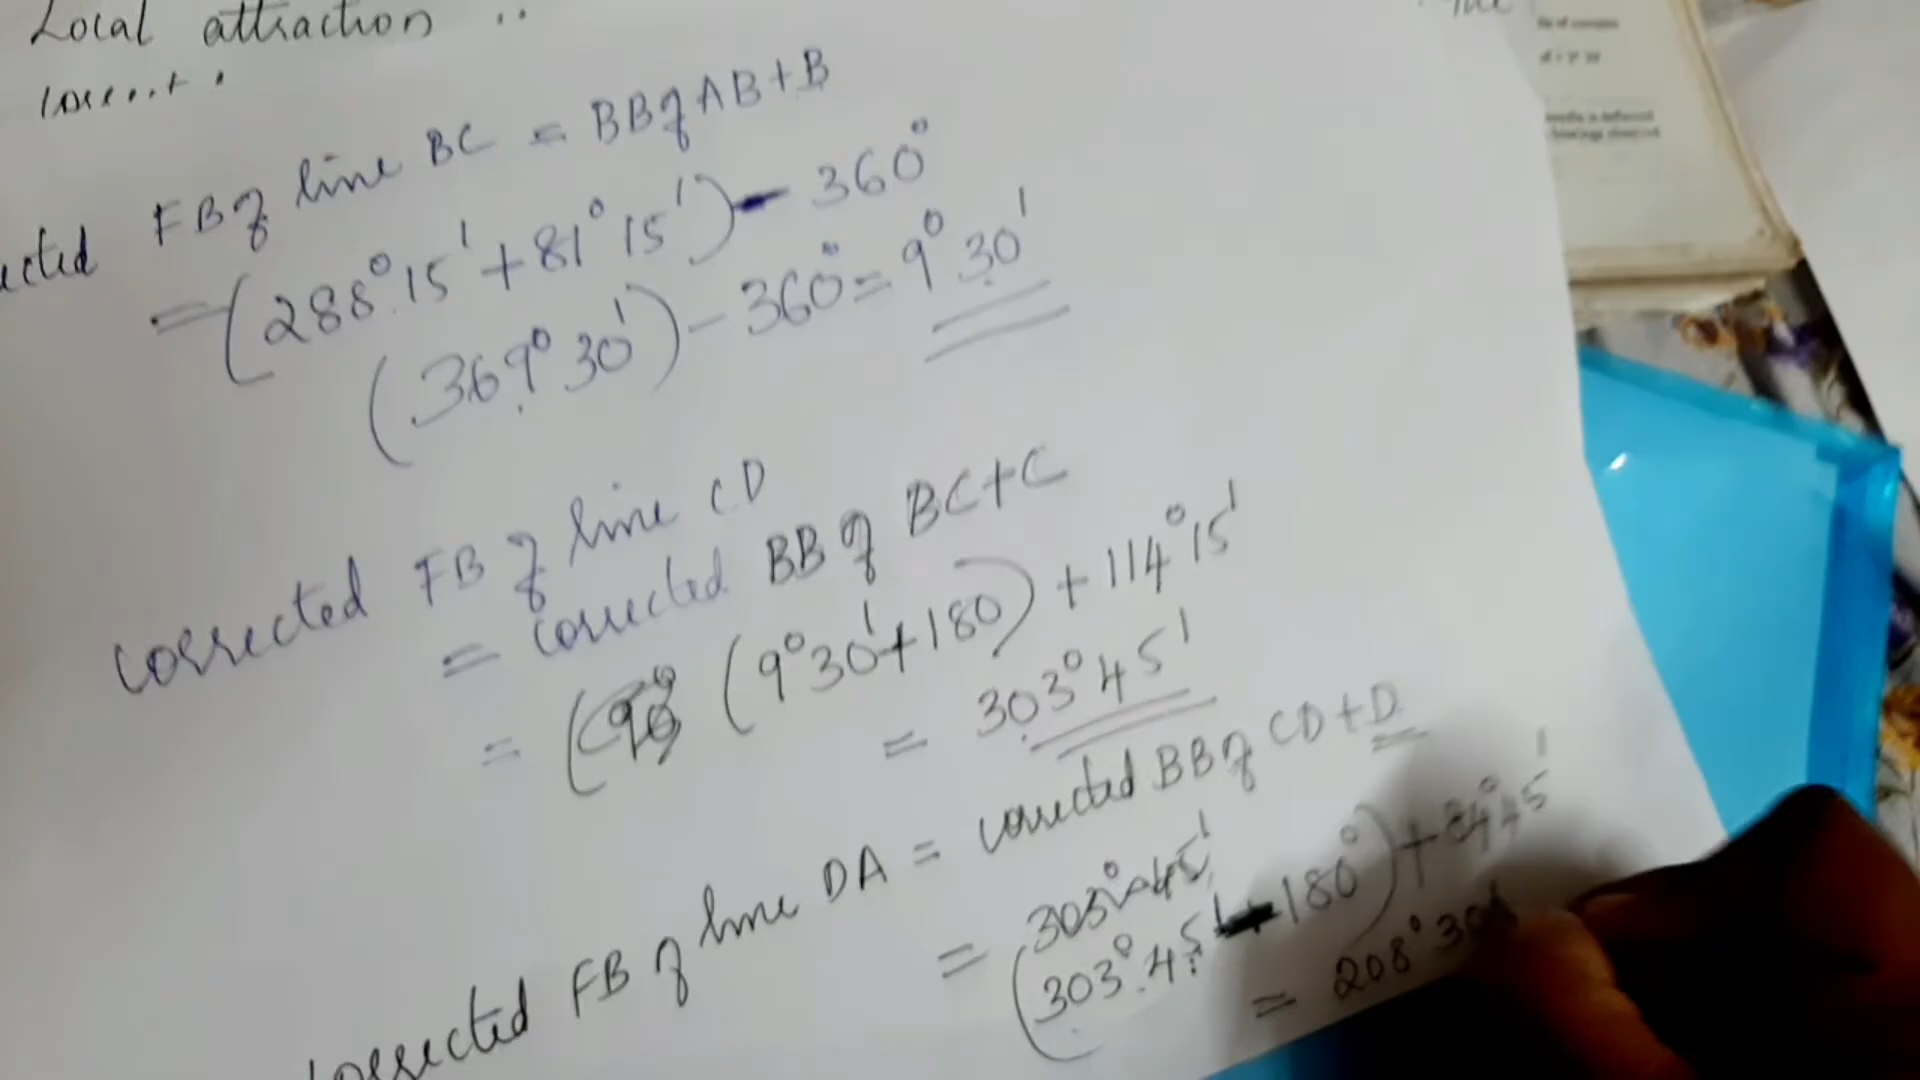 Local attraction ..
FB of line BC = BB of AB + B
= (288° 15' + 81° 15') - 360°
(369° 30') - 360° = 9° 30'
corrected FB of line CD
= corrected BB of BC + C
= (9° 30' + 180) + 114° 15'
= 303° 45'
corrected FB of line DA = corrected BB of CD + D
= 303° 45'
(303° 45' - 180°) + 84° 45'
= 208° 30'